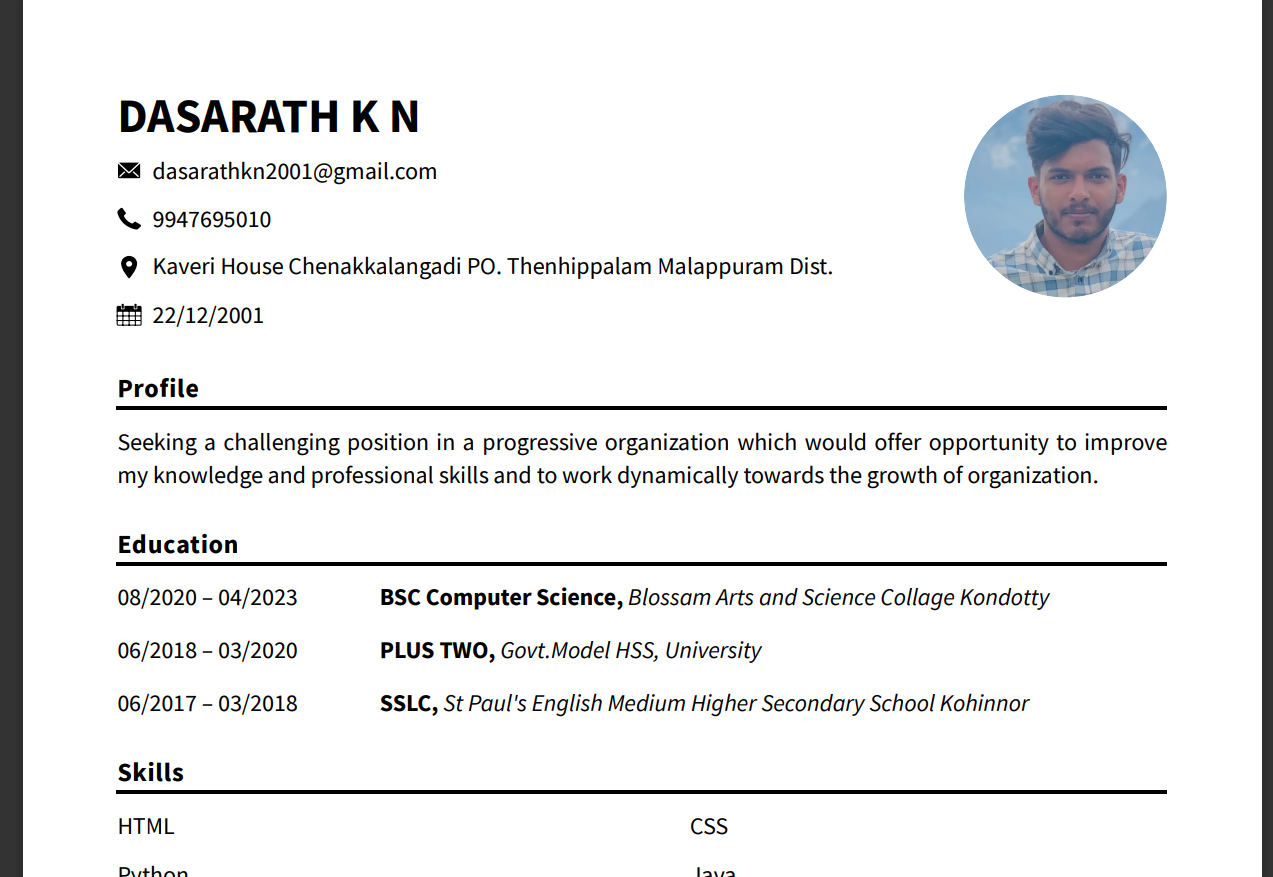 DASARATH K N
dasarathkn2001@gmail.com
9947695010
Kaveri House Chenakkalangadi PO. Thenhippalam Malappuram Dist.
22/12/2001
Profile
Seeking a challenging position in a progressive organization which would offer opportunity to improve
my knowledge and professional skills and to work dynamically towards the growth of organization.
Education
08/2020 – 04/2023 BSC Computer Science, Blossam Arts and Science Collage Kondotty
06/2018 – 03/2020 PLUS TWO, Govt.Model HSS, University
06/2017 – 03/2018 SSLC, St Paul's English Medium Higher Secondary School Kohinnor
Skills
HTML CSS
Python Java